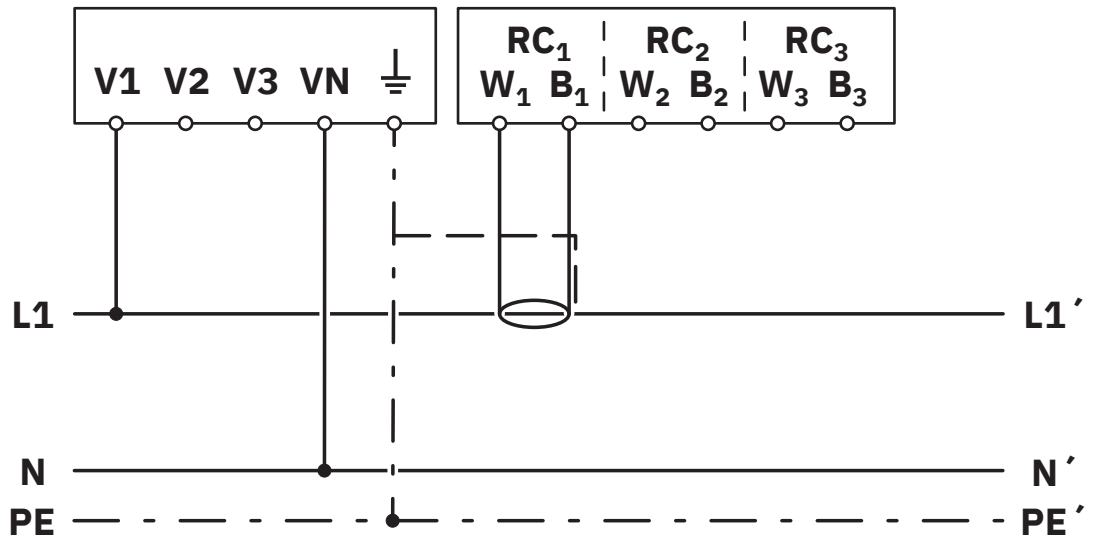 V1 V2 V3 VN
RC₁ RC₂ RC₃
W₁ B₁ W₂ B₂ W₃ B₃
L1 L1´
N N´
PE PE´